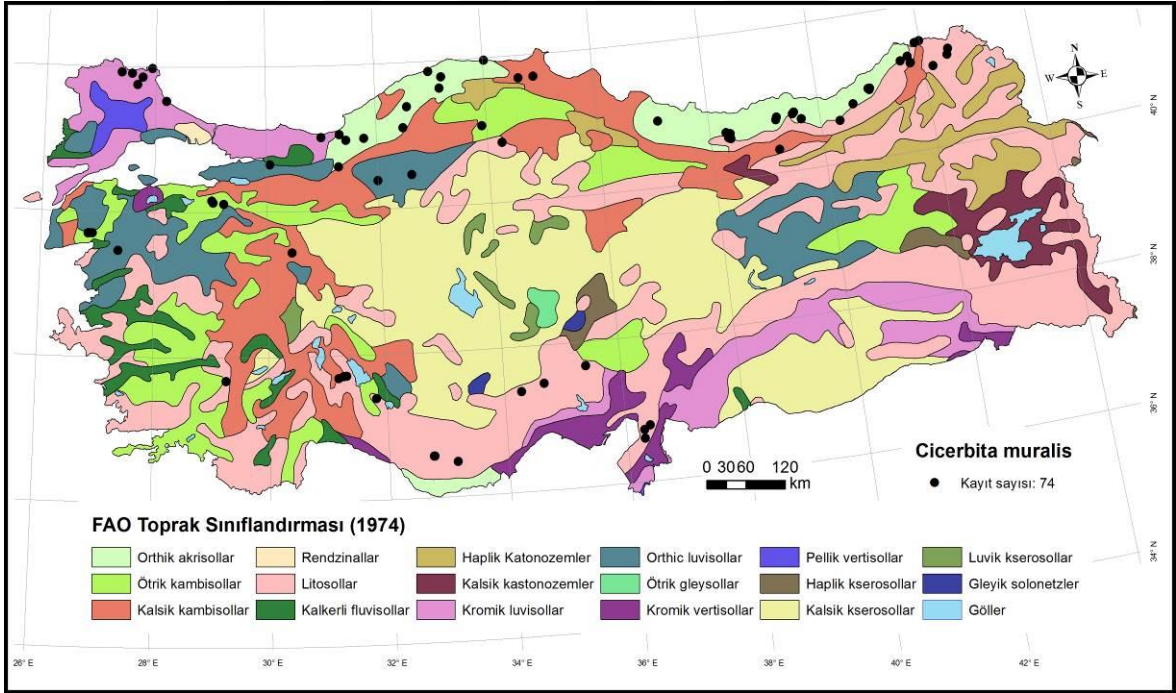 N
W E
S
40° N
38° N
36° N
34° N
0 30 60 120
km
Cicerbita muralis
Kayıt sayısı: 74
FAO Toprak Sınıflandırması (1974)
Orthik akrisollar
Rendzinallar
Haplik Katonozemler
Orthic luvisollar
Pellik vertisollar
Luvik kserosollar
Ötrik kambisollar
Litosollar
Kalsik kastonozemler
Ötrik gleysollar
Haplik kserosollar
Gleyik solonetzler
Kalsik kambisollar
Kalkerli fluvisollar
Kromik luvisollar
Kromik vertisollar
Kalsik kserosollar
Göller
26° E 28° E 30° E 32° E 34° E 36° E 38° E 40° E 42° E